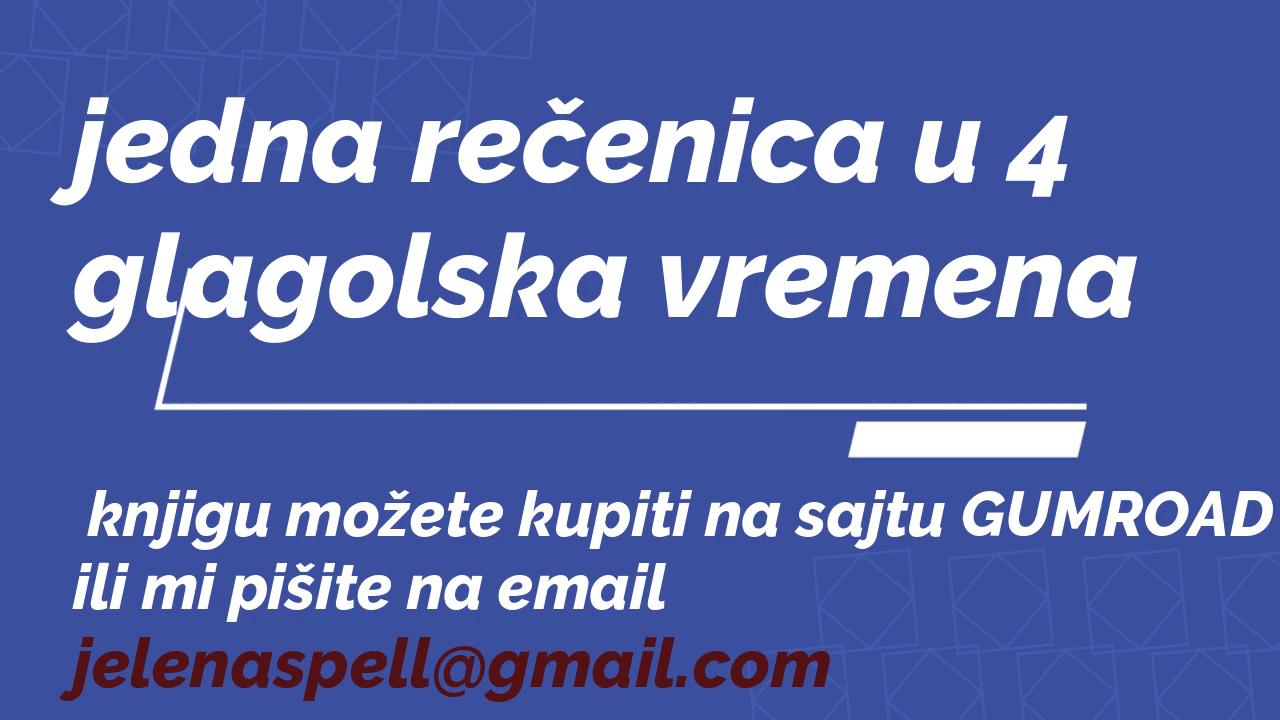 jedna rečenica u 4
glagolska vremena
knjigu možete kupiti na sajtu GUMROAD
ili mi pišite na email
jelenaspell@gmail.com